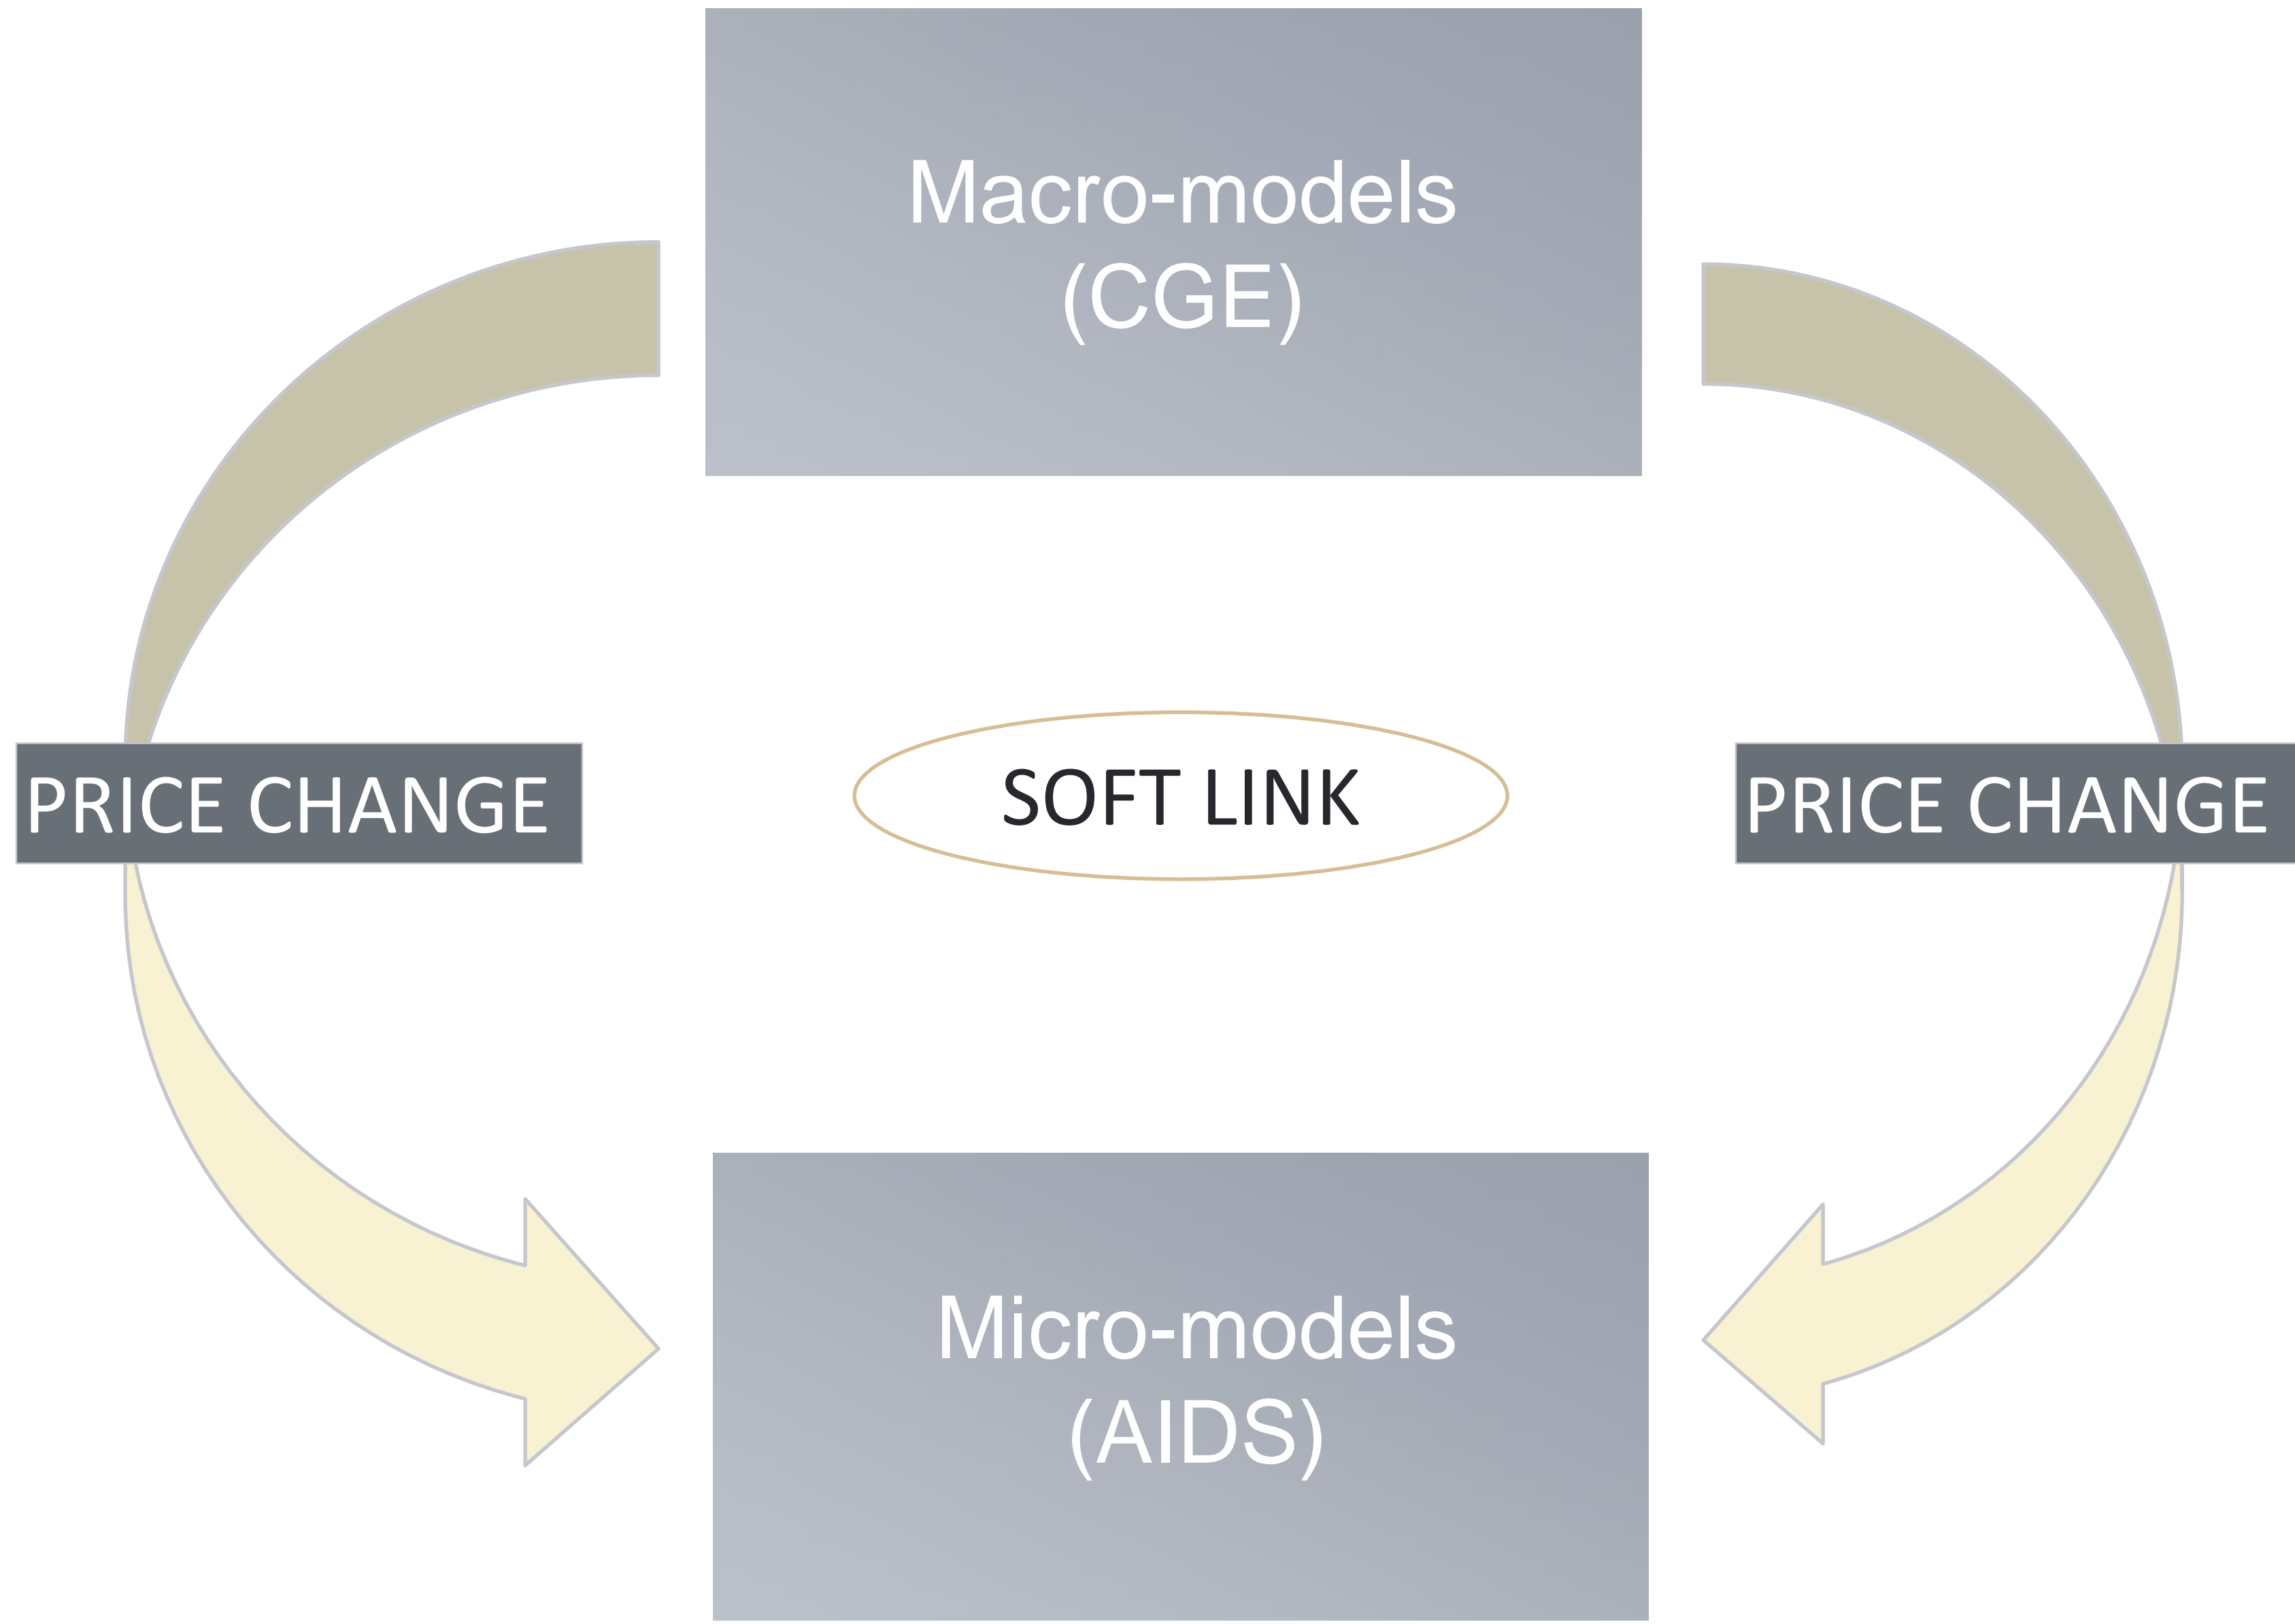 Macro-models
(CGE)
PRICE CHANGE
SOFT LINK
PRICE CHANGE
Micro-models
(AIDS)